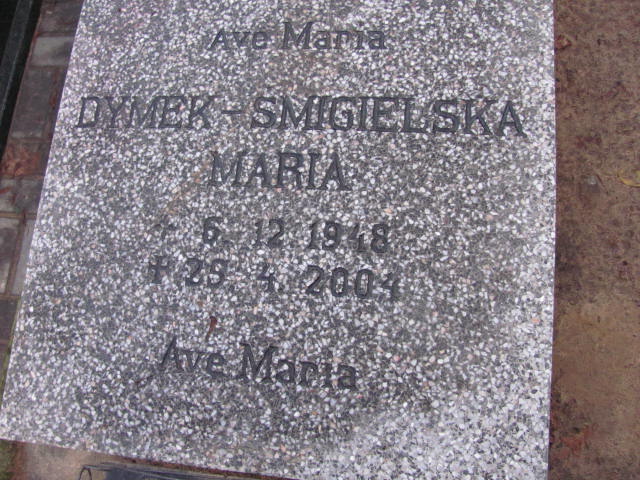 Ave Maria
DYMEK - SMIGIELSKA
MARIA
6. 12 1948
✝ 25. 4. 2004
Ave Maria